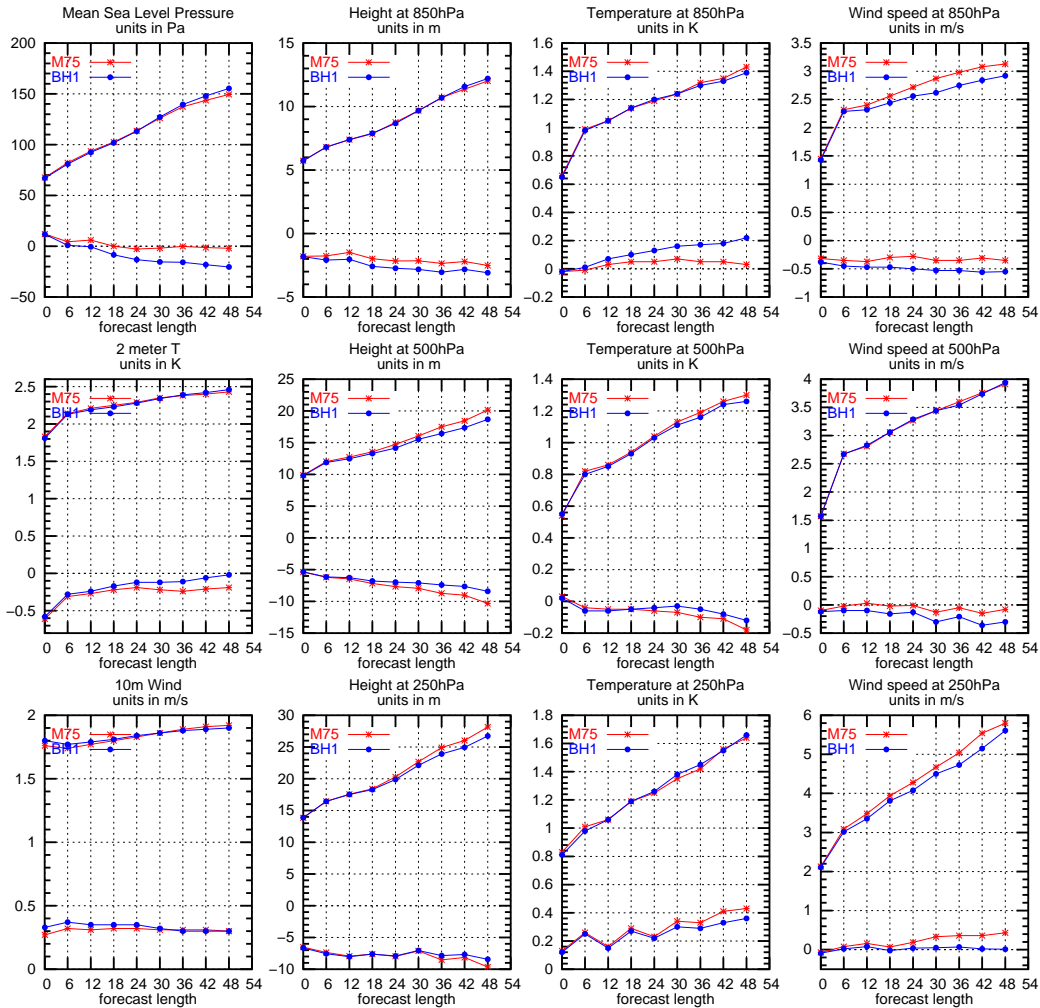 Mean Sea Level Pressure
units in Pa
200
150
100
50
0
−50
M75
BH1
0 6 12 18 24 30 36 42 48 54
forecast length
Height at 850hPa
units in m
15
10
5
0
−5
M75
BH1
0 6 12 18 24 30 36 42 48 54
forecast length
Temperature at 850hPa
units in K
1.6
1.4
1.2
1
0.8
0.6
0.4
0.2
0
−0.2
M75
BH1
0 6 12 18 24 30 36 42 48 54
forecast length
Wind speed at 850hPa
units in m/s
3.5
3
2.5
2
1.5
1
0.5
0
−0.5
−1
M75
BH1
0 6 12 18 24 30 36 42 48 54
forecast length
2 meter T
units in K
2.5
2
1.5
1
0.5
0
−0.5
M75
BH1
0 6 12 18 24 30 36 42 48 54
forecast length
Height at 500hPa
units in m
25
20
15
10
5
0
−5
−10
−15
M75
BH1
0 6 12 18 24 30 36 42 48 54
forecast length
Temperature at 500hPa
units in K
1.4
1.2
1
0.8
0.6
0.4
0.2
0
−0.2
M75
BH1
0 6 12 18 24 30 36 42 48 54
forecast length
Wind speed at 500hPa
units in m/s
4
3.5
3
2.5
2
1.5
1
0.5
0
−0.5
M75
BH1
0 6 12 18 24 30 36 42 48 54
forecast length
10m Wind
units in m/s
2
1.5
1
0.5
0
M75
BH1
0 6 12 18 24 30 36 42 48 54
forecast length
Height at 250hPa
units in m
30
25
20
15
10
5
0
−5
−10
M75
BH1
0 6 12 18 24 30 36 42 48 54
forecast length
Temperature at 250hPa
units in K
1.8
1.6
1.4
1.2
1
0.8
0.6
0.4
0.2
0
M75
BH1
0 6 12 18 24 30 36 42 48 54
forecast length
Wind speed at 250hPa
units in m/s
6
5
4
3
2
1
0
M75
BH1
0 6 12 18 24 30 36 42 48 54
forecast length